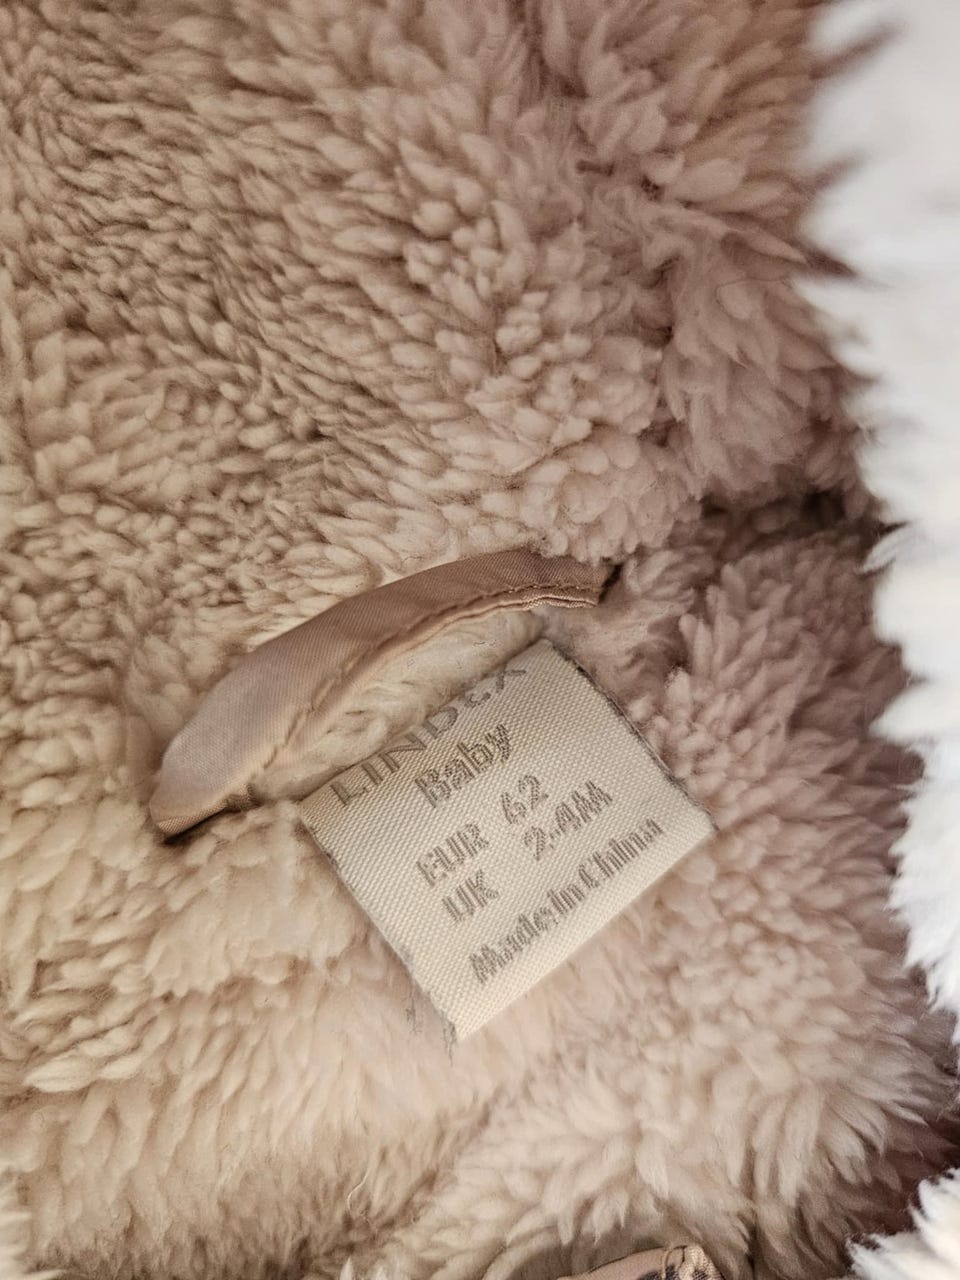 LINDEX
Baby
EUR 62
UK 2-4M
Made in China